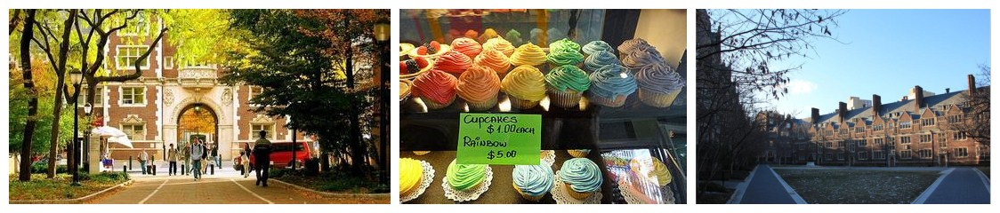 CUPCAKES
$1.00 EACH
RAiNBOW
$5.00